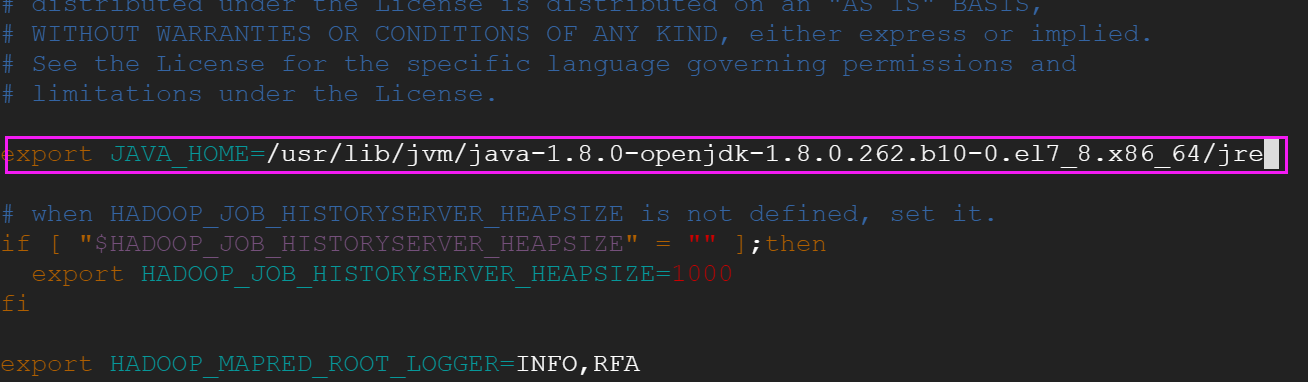 # distributed under the License is distributed on an "AS IS" BASIS,
# WITHOUT WARRANTIES OR CONDITIONS OF ANY KIND, either express or implied.
# See the License for the specific language governing permissions and
# limitations under the License.
export JAVA_HOME=/usr/lib/jvm/java-1.8.0-openjdk-1.8.0.262.b10-0.el7_8.x86_64/jre
# when HADOOP_JOB_HISTORYSERVER_HEAPSIZE is not defined, set it.
if [ "$HADOOP_JOB_HISTORYSERVER_HEAPSIZE" = "" ];then
  export HADOOP_JOB_HISTORYSERVER_HEAPSIZE=1000
fi
export HADOOP_MAPRED_ROOT_LOGGER=INFO,RFA